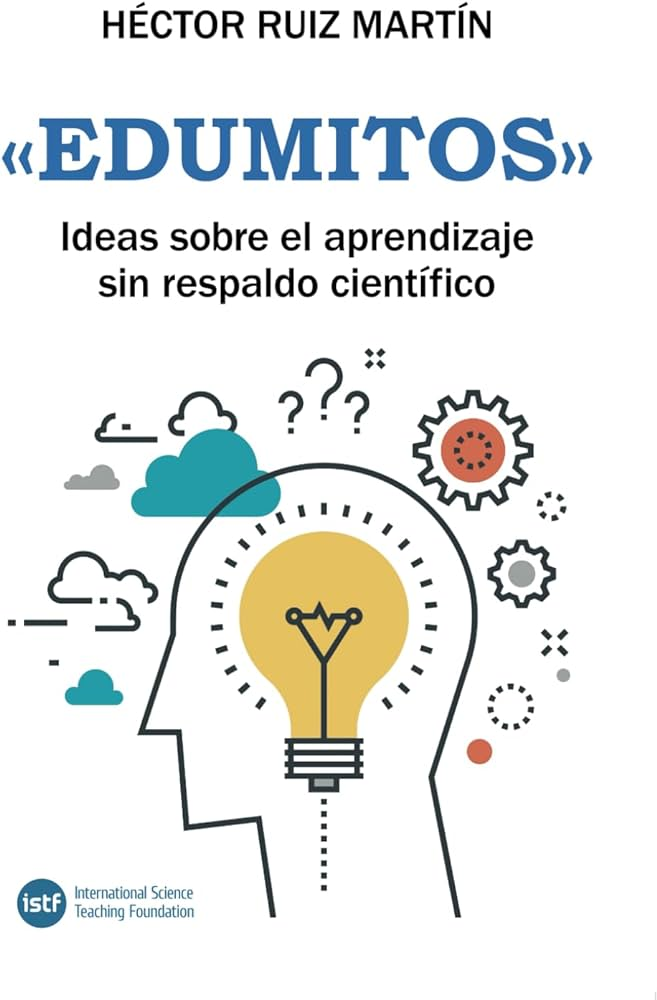 HÉCTOR RUIZ MARTÍN
«EDUMITOS»
Ideas sobre el aprendizaje
sin respaldo científico
? ? ?
istf
International Science
Teaching Foundation